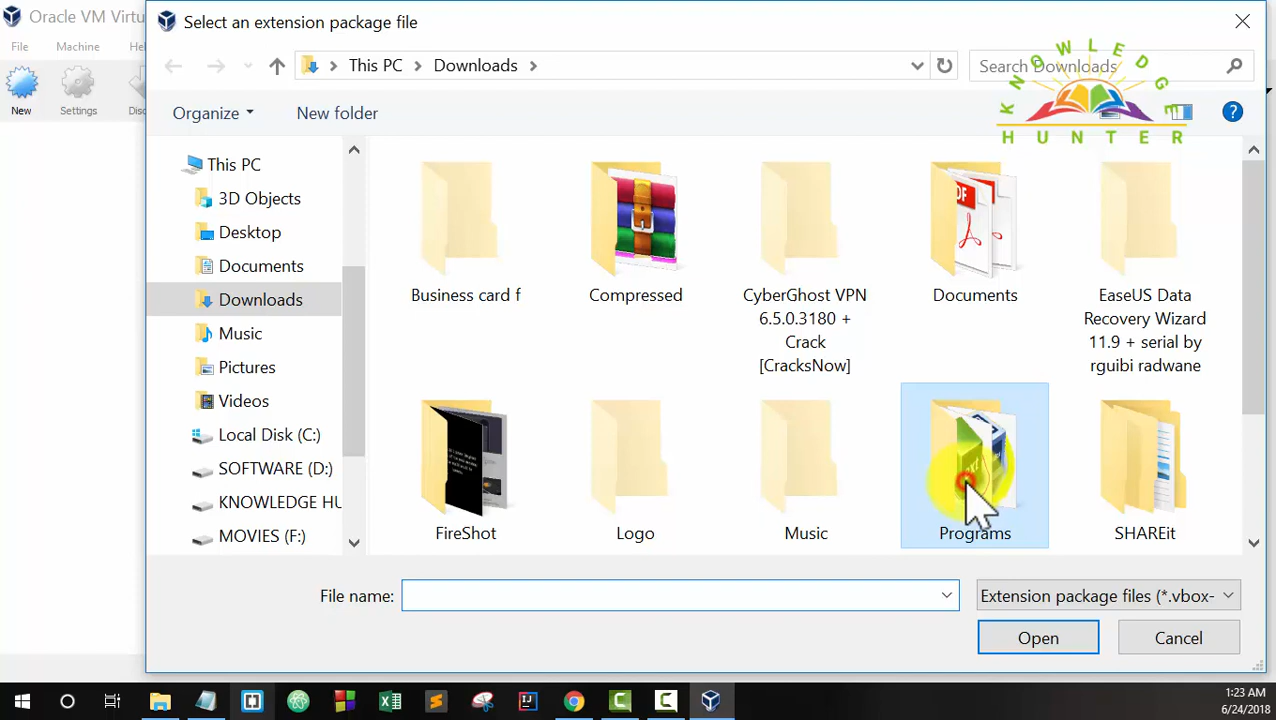 Oracle VM Virtu
Select an extension package file
File Machine Hel
This PC Downloads
Search Downloads
KNOWLEDGE
HUNTER
New Settings Disc
Organize New folder
This PC
3D Objects
Desktop
Documents
Downloads
Music
Pictures
Videos
Local Disk (C:)
SOFTWARE (D:)
KNOWLEDGE HU
MOVIES (F:)
Business card f
Compressed
CyberGhost VPN
6.5.0.3180 +
Crack
[CracksNow]
Documents
EaseUS Data
Recovery Wizard
11.9 + serial by
rguibi radwane
FireShot
Logo
Music
Programs
SHAREit
File name:
Extension package files (*.vbox-
Open Cancel
1:23 AM
6/24/2018